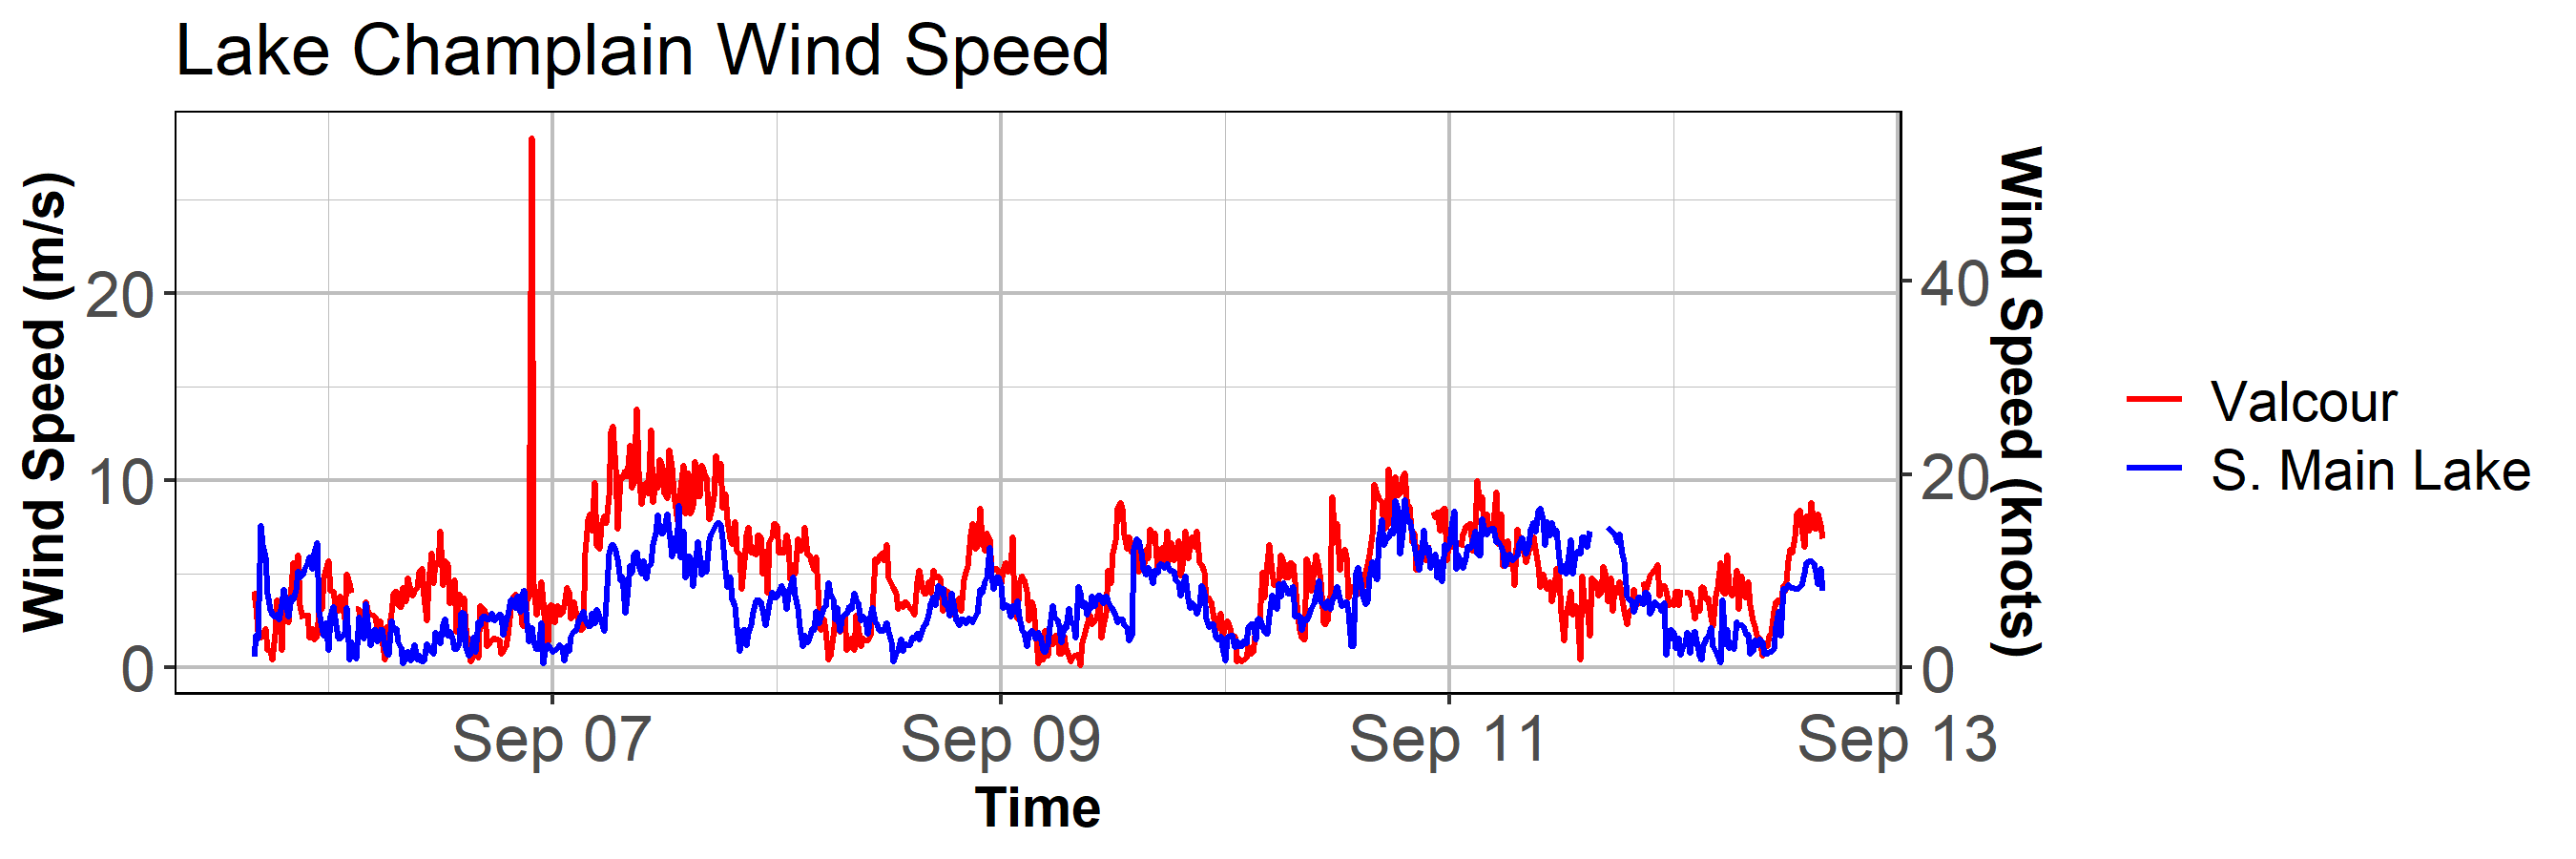 Lake Champlain Wind Speed
Wind Speed (m/s)
20
10
0
40
20
0
Wind Speed (knots)
Sep 07
Sep 09
Sep 11
Sep 13
Time
Valcour
S. Main Lake